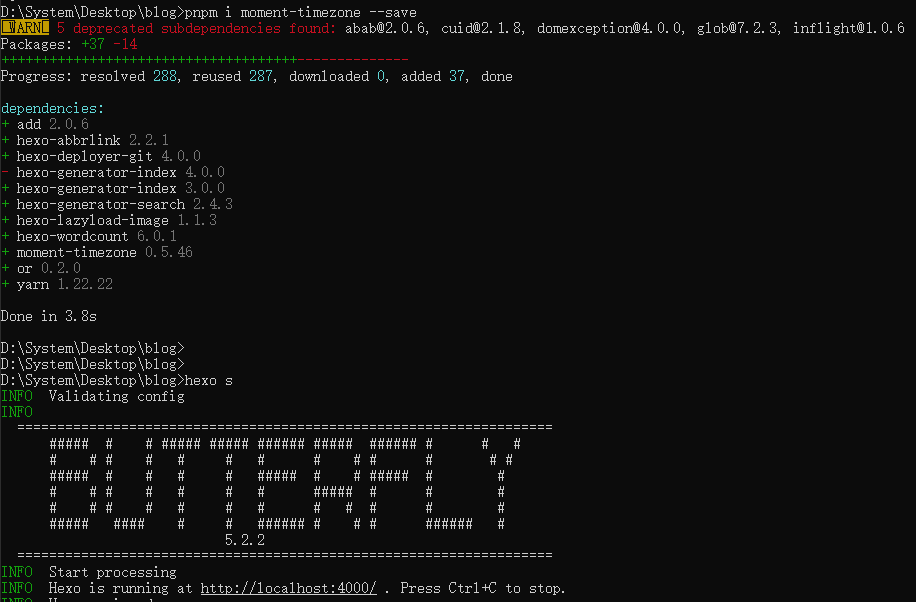 D:\System\Desktop\blog>pnpm i moment-timezone --save
WARN 5 deprecated subdependencies found: abab@2.0.6, cuid@2.1.8, domexception@4.0.0, glob@7.2.3, inflight@1.0.6
Packages: +37 -14
+++++++++++++++++++++++++++++++++++++--------------
Progress: resolved 288, reused 287, downloaded 0, added 37, done
dependencies:
+ add 2.0.6
+ hexo-abbrlink 2.2.1
+ hexo-deployer-git 4.0.0
- hexo-generator-index 4.0.0
+ hexo-generator-index 3.0.0
+ hexo-generator-search 2.4.3
+ hexo-lazyload-image 1.1.3
+ hexo-wordcount 6.0.1
+ moment-timezone 0.5.46
+ or 0.2.0
+ yarn 1.22.22
Done in 3.8s
D:\System\Desktop\blog>
D:\System\Desktop\blog>
D:\System\Desktop\blog>hexo s
INFO  Validating config
INFO
===================================================================
BUTTERFLY
5.2.2
===================================================================
INFO  Start processing
INFO  Hexo is running at http://localhost:4000/ . Press Ctrl+C to stop.